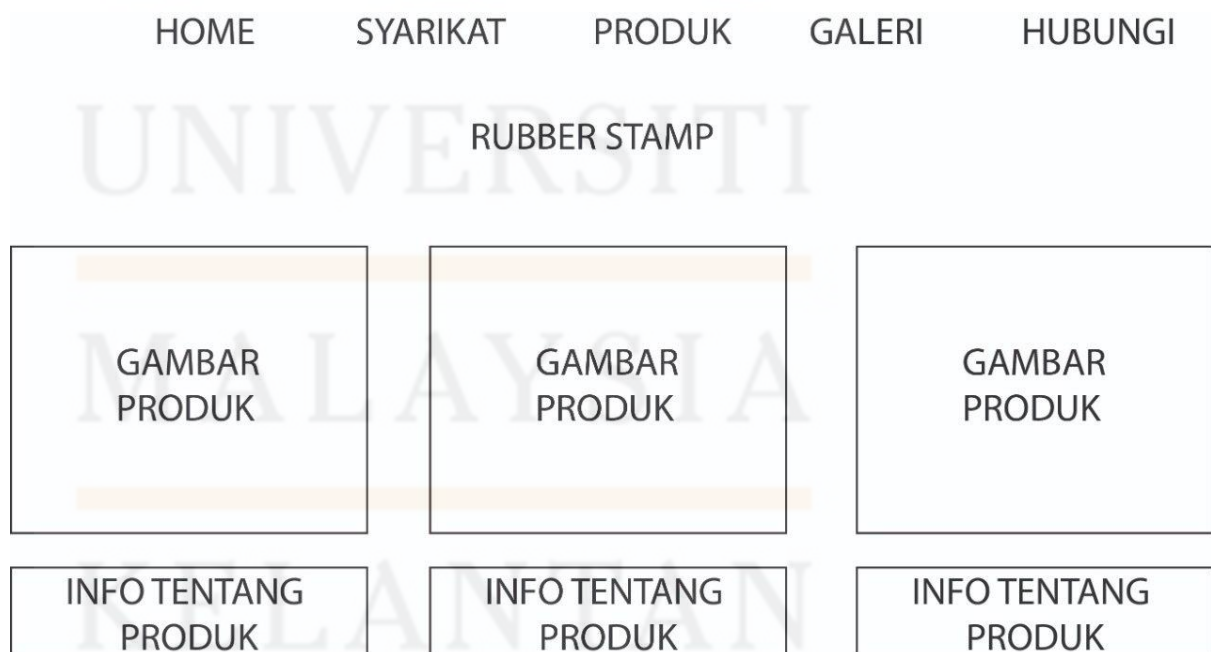 HOME SYARIKAT PRODUK GALERI HUBUNGI
UNIVERSITI
RUBBER STAMP
MALAYSIA
GAMBAR PRODUK
GAMBAR PRODUK
GAMBAR PRODUK
KELANTAN
INFO TENTANG PRODUK
INFO TENTANG PRODUK
INFO TENTANG PRODUK